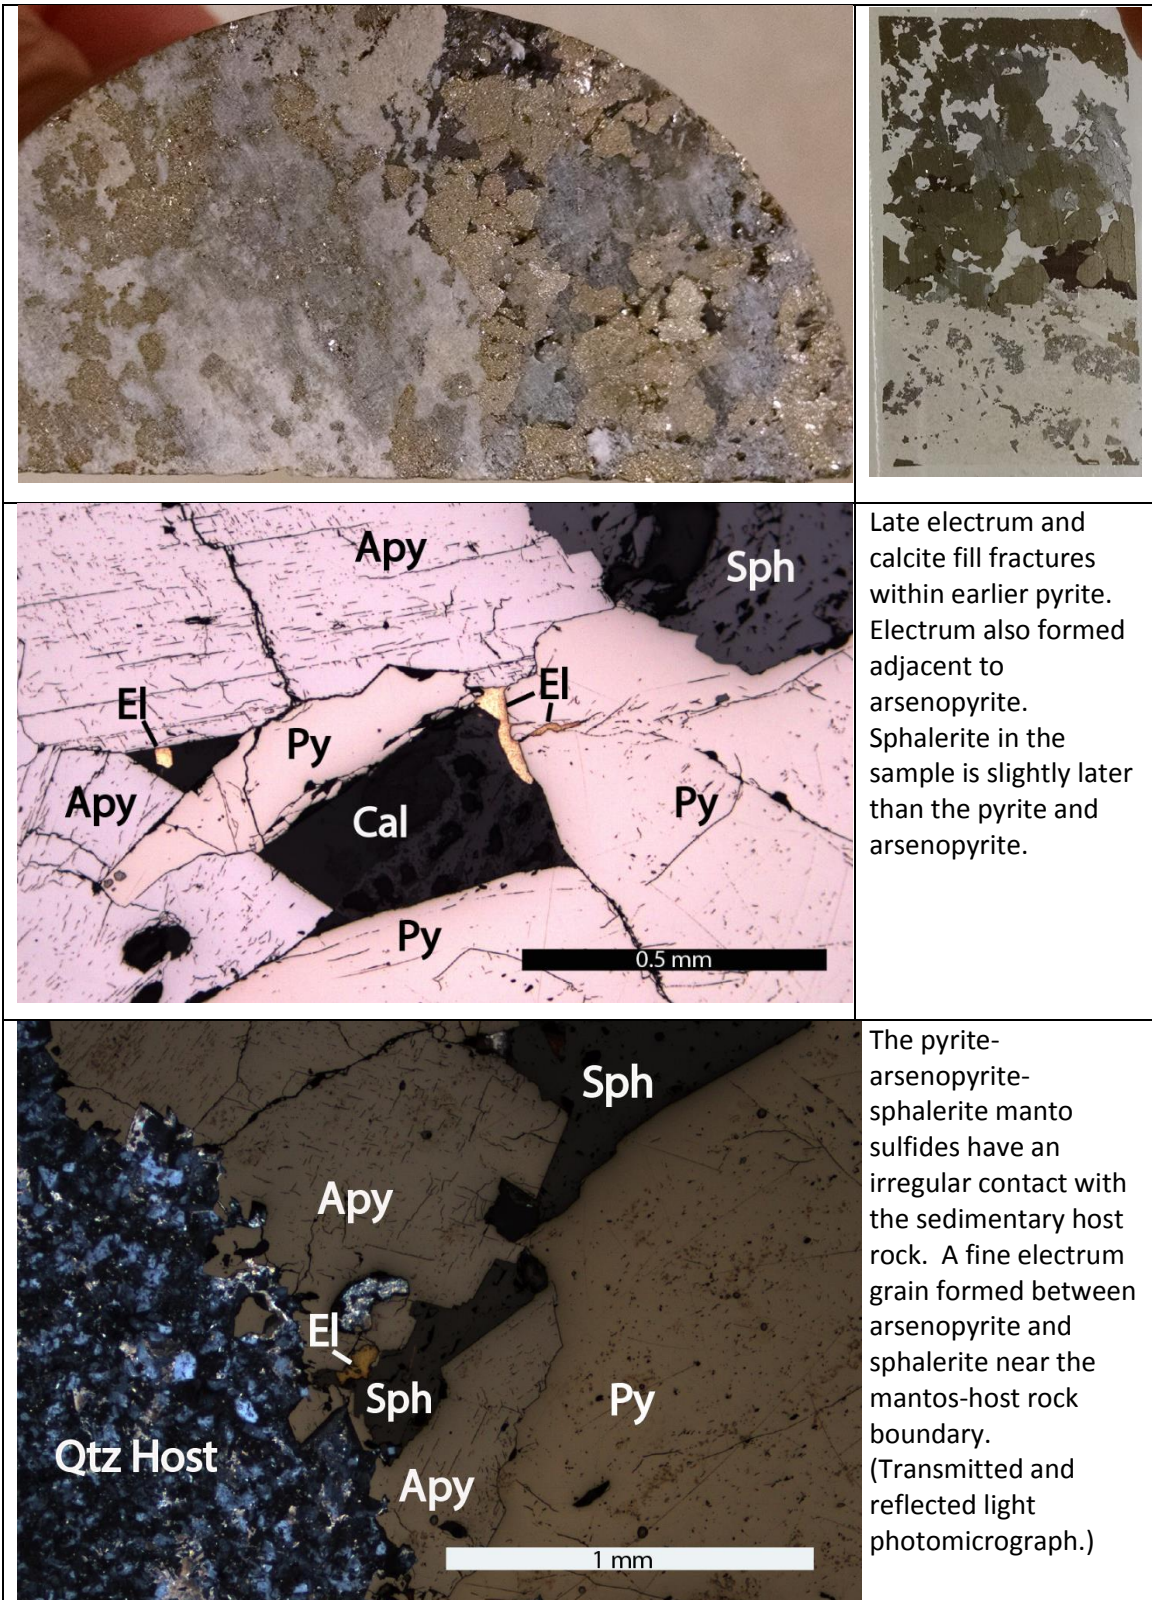 Apy
Sph
El
El
Py
Apy
Cal
Py
Py
0.5 mm
Late electrum and
calcite fill fractures
within earlier pyrite.
Electrum also formed
adjacent to
arsenopyrite.
Sphalerite in the
sample is slightly later
than the pyrite and
arsenopyrite.
Sph
Apy
El
Sph
Py
Qtz Host
Apy
1 mm
The pyrite-
arsenopyrite-
sphalerite manto
sulfides have an
irregular contact with
the sedimentary host
rock.  A fine electrum
grain formed between
arsenopyrite and
sphalerite near the
mantos-host rock
boundary.
(Transmitted and
reflected light
photomicrograph.)